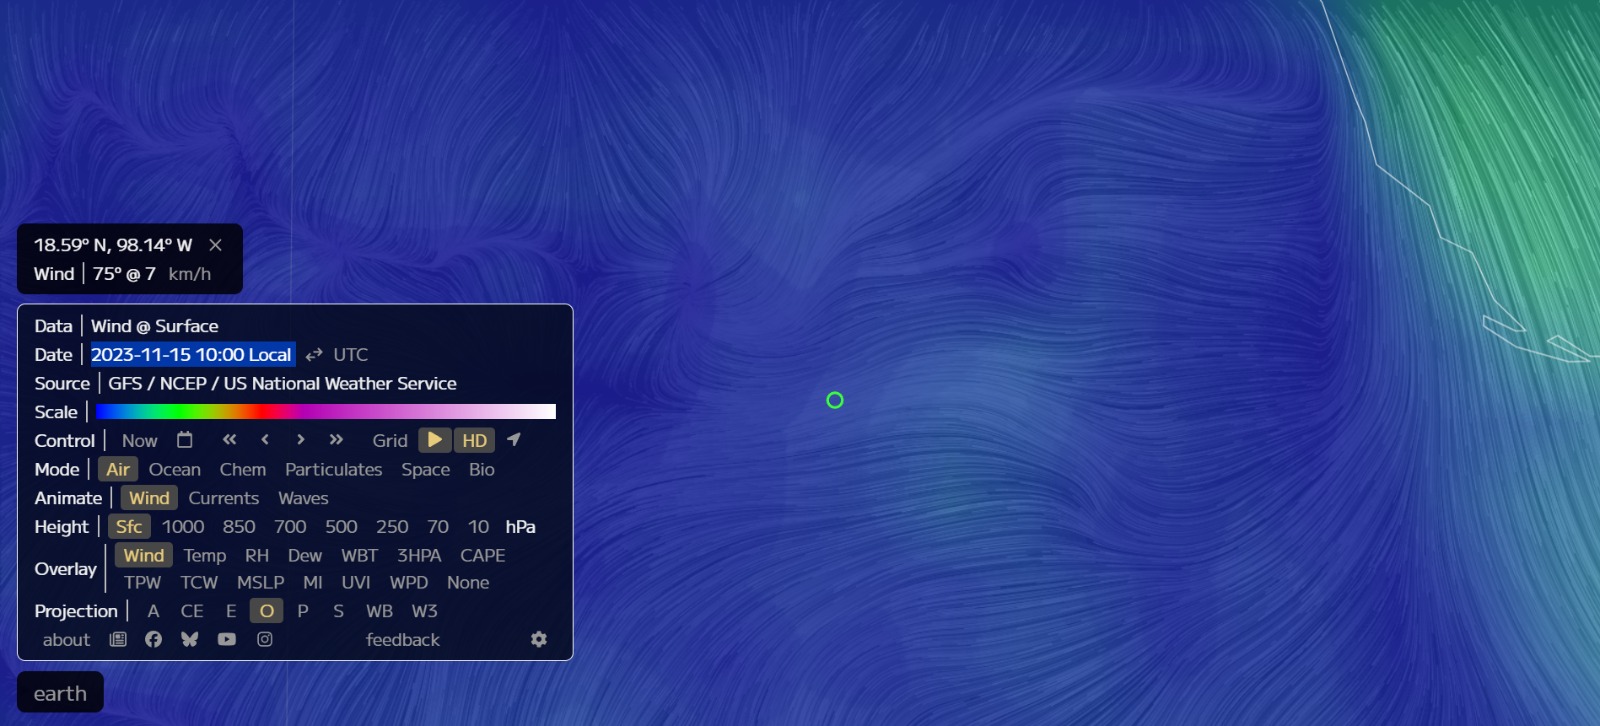 18.59° N, 98.14° W ×
Wind | 75° @ 7 km/h
Data | Wind @ Surface
Date | 2023-11-15 10:00 Local ⇄ UTC
Source | GFS / NCEP / US National Weather Service
Scale |
Control | Now « ‹ › » Grid HD
Mode | Air Ocean Chem Particulates Space Bio
Animate | Wind Currents Waves
Height | Sfc 1000 850 700 500 250 70 10 hPa
Overlay | Wind Temp RH Dew WBT 3HPA CAPE
TPW TCW MSLP MI UVI WPD None
Projection | A CE E O P S WB W3
about feedback
earth